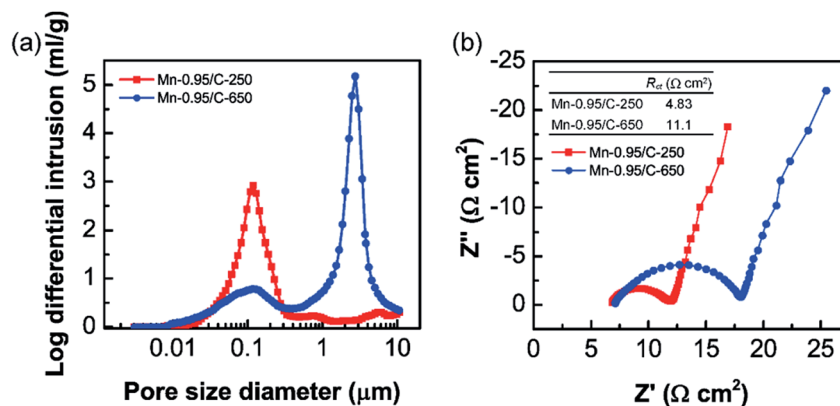 (a)
Log differential intrusion (ml/g)
5
4
3
2
1
0
Mn-0.95/C-250
Mn-0.95/C-650
0.01
0.1
1
10
Pore size diameter (μm)
(b)
Z'' (Ω cm²)
-25
-20
-15
-10
-5
0
Rct (Ω cm²)
Mn-0.95/C-250 4.83
Mn-0.95/C-650 11.1
Mn-0.95/C-250
Mn-0.95/C-650
0 5 10 15 20 25
Z' (Ω cm²)